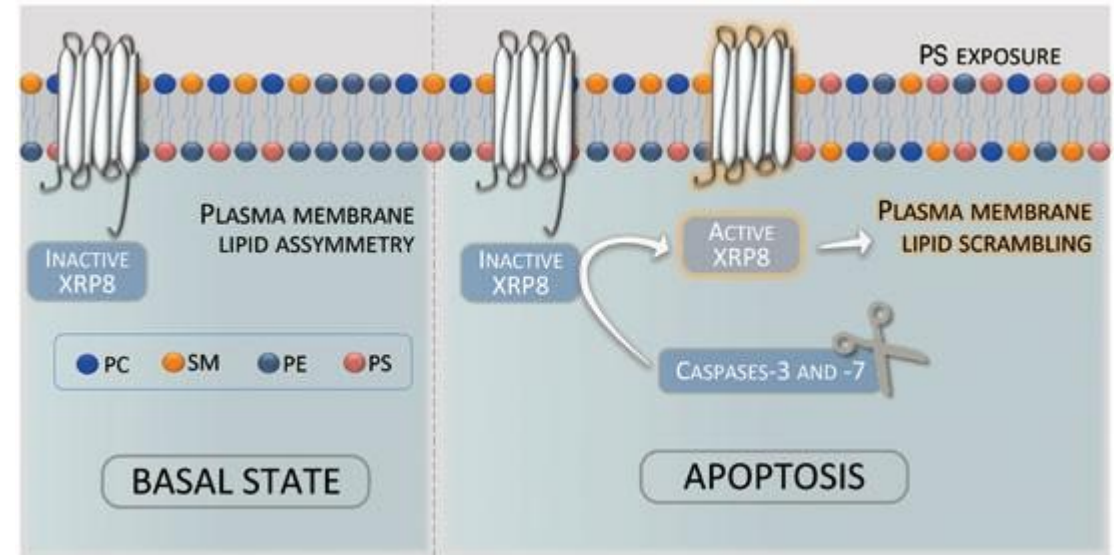 PLASMA MEMBRANE
LIPID ASSYMMETRY
INACTIVE
XRP8
PC
SM
PE
PS
BASAL STATE
PS EXPOSURE
PLASMA MEMBRANE
LIPID SCRAMBLING
ACTIVE
XRP8
INACTIVE
XRP8
CASPASES-3 AND -7
APOPTOSIS